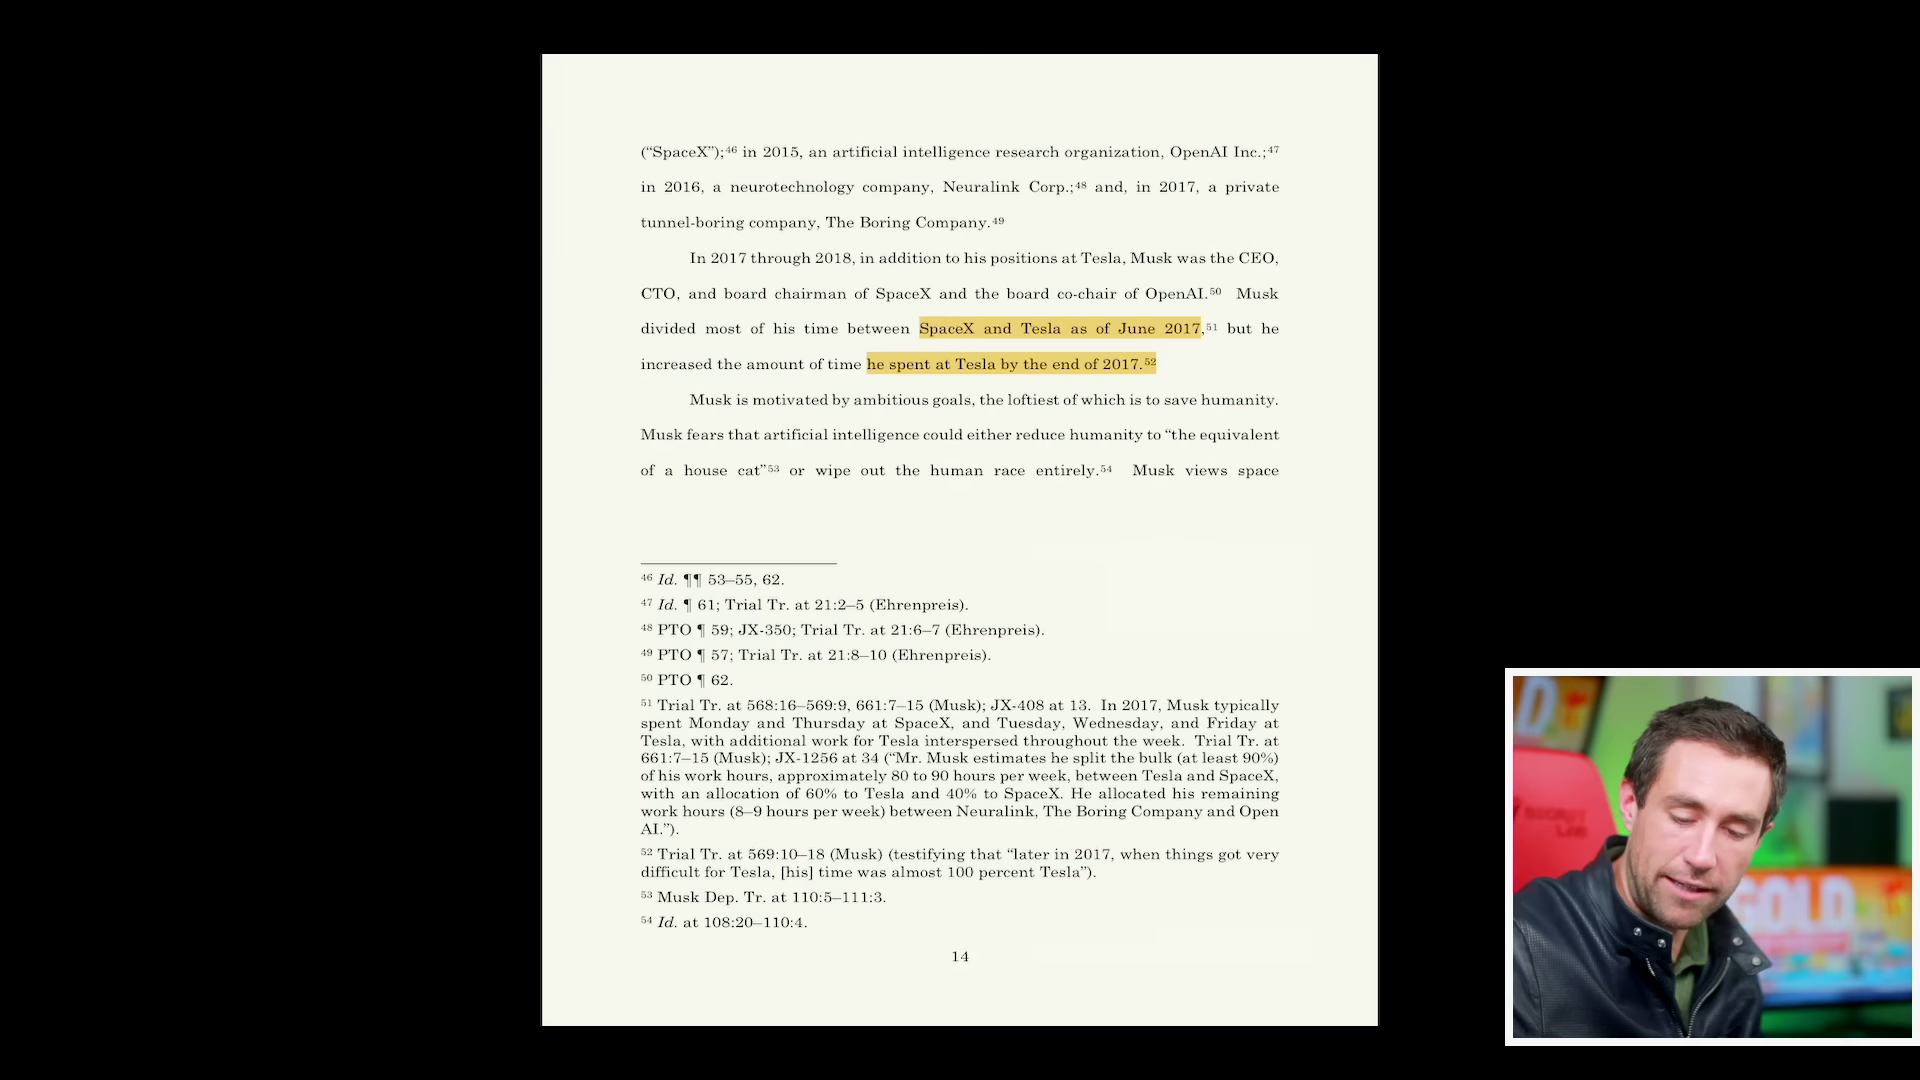 (“SpaceX”);46 in 2015, an artificial intelligence research organization, OpenAI Inc.;47
in 2016, a neurotechnology company, Neuralink Corp.;48 and, in 2017, a private
tunnel-boring company, The Boring Company.49
In 2017 through 2018, in addition to his positions at Tesla, Musk was the CEO,
CTO, and board chairman of SpaceX and the board co-chair of OpenAI.50 Musk
divided most of his time between SpaceX and Tesla as of June 2017,51 but he
increased the amount of time he spent at Tesla by the end of 2017.52
Musk is motivated by ambitious goals, the loftiest of which is to save humanity.
Musk fears that artificial intelligence could either reduce humanity to “the equivalent
of a house cat”53 or wipe out the human race entirely.54 Musk views space
46 Id. ¶¶ 53–55, 62.
47 Id. ¶ 61; Trial Tr. at 21:2–5 (Ehrenpreis).
48 PTO ¶ 59; JX-350; Trial Tr. at 21:6–7 (Ehrenpreis).
49 PTO ¶ 57; Trial Tr. at 21:8–10 (Ehrenpreis).
50 PTO ¶ 62.
51 Trial Tr. at 568:16–569:9, 661:7–15 (Musk); JX-408 at 13. In 2017, Musk typically
spent Monday and Thursday at SpaceX, and Tuesday, Wednesday, and Friday at
Tesla, with additional work for Tesla interspersed throughout the week. Trial Tr. at
661:7–15 (Musk); JX-1256 at 34 (“Mr. Musk estimates he split the bulk (at least 90%)
of his work hours, approximately 80 to 90 hours per week, between Tesla and SpaceX,
with an allocation of 60% to Tesla and 40% to SpaceX. He allocated his remaining
work hours (8–9 hours per week) between Neuralink, The Boring Company and Open
AI.”).
52 Trial Tr. at 569:10–18 (Musk) (testifying that “later in 2017, when things got very
difficult for Tesla, [his] time was almost 100 percent Tesla”).
53 Musk Dep. Tr. at 110:5–111:3.
54 Id. at 108:20–110:4.
14
SECRET
LAB
GOLD